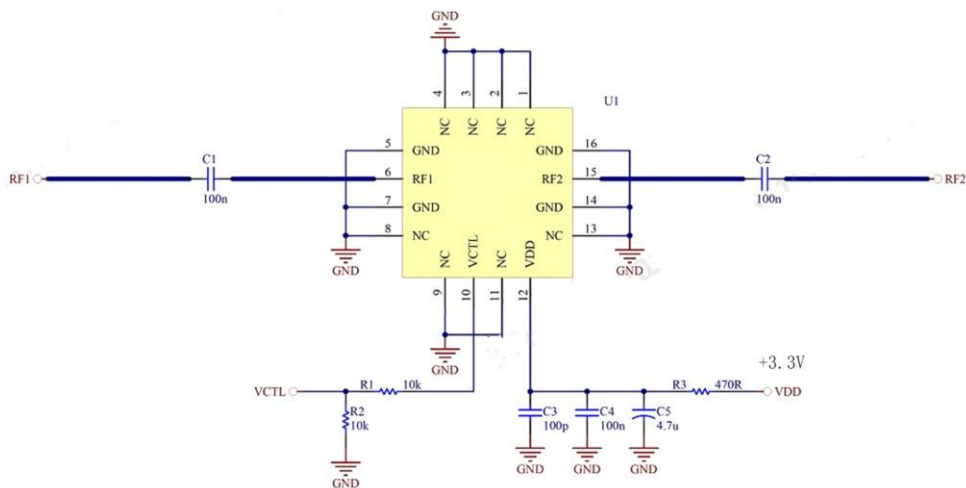 GND
4 3 2 1
U1
NC NC NC NC
5 GND GND 16
C1 C2
RF1 6 RF1 RF2 15 RF2
100n 100n
7 GND GND 14
8 NC NC 13
GND GND
NC VCTL NC VDD
9 10 11 12
GND
+3.3V
VCTL R1 10k R3 470R VDD
R2 10k
C3 100p
C4 100n
C5 4.7u
GND GND GND GND